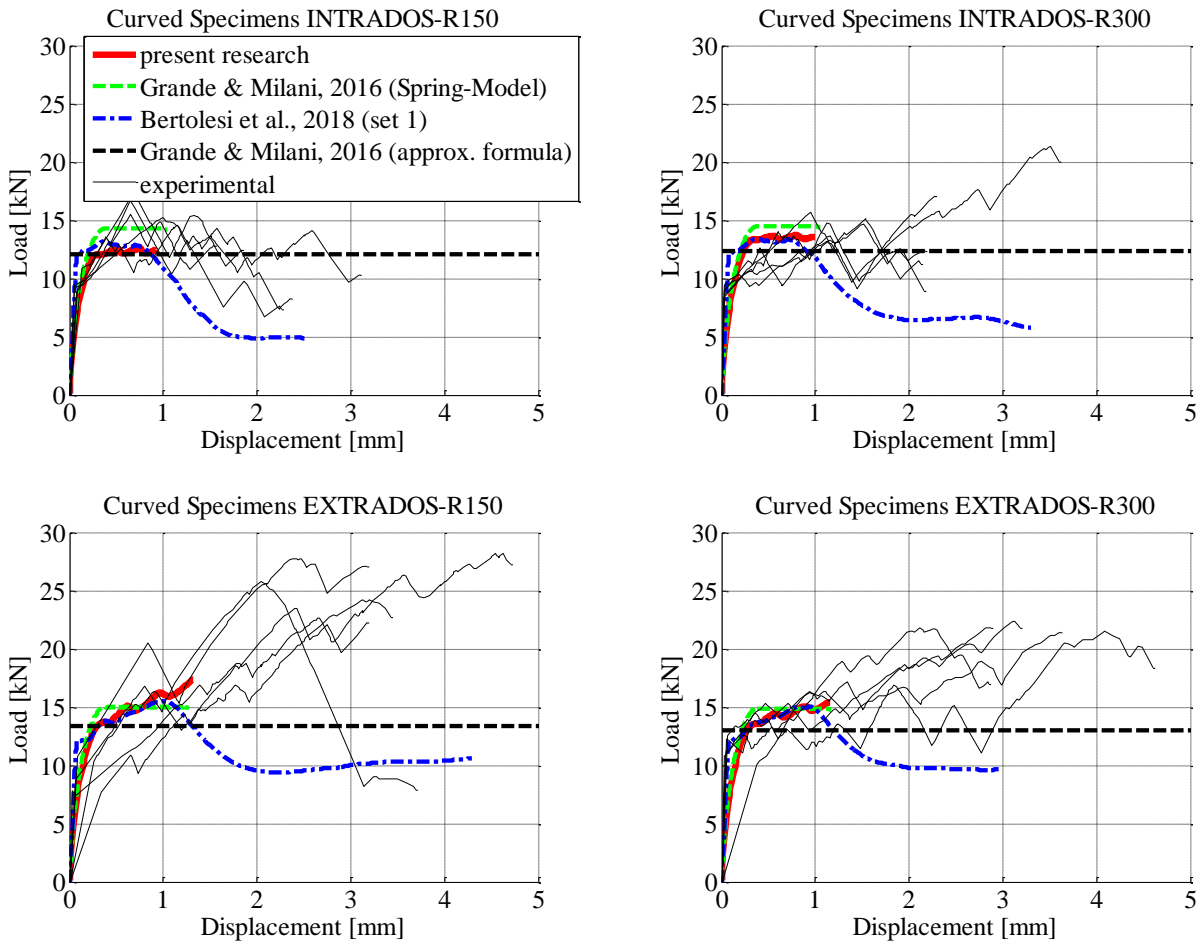 Curved Specimens INTRADOS-R150
30
25
20
15
10
5
0
Load [kN]
present research
Grande & Milani, 2016 (Spring-Model)
Bertolesi et al., 2018 (set 1)
Grande & Milani, 2016 (approx. formula)
experimental
0 1 2 3 4 5
Displacement [mm]
Curved Specimens INTRADOS-R300
30
25
20
15
10
5
0
Load [kN]
0 1 2 3 4 5
Displacement [mm]
Curved Specimens EXTRADOS-R150
30
25
20
15
10
5
0
Load [kN]
0 1 2 3 4 5
Displacement [mm]
Curved Specimens EXTRADOS-R300
30
25
20
15
10
5
0
Load [kN]
0 1 2 3 4 5
Displacement [mm]